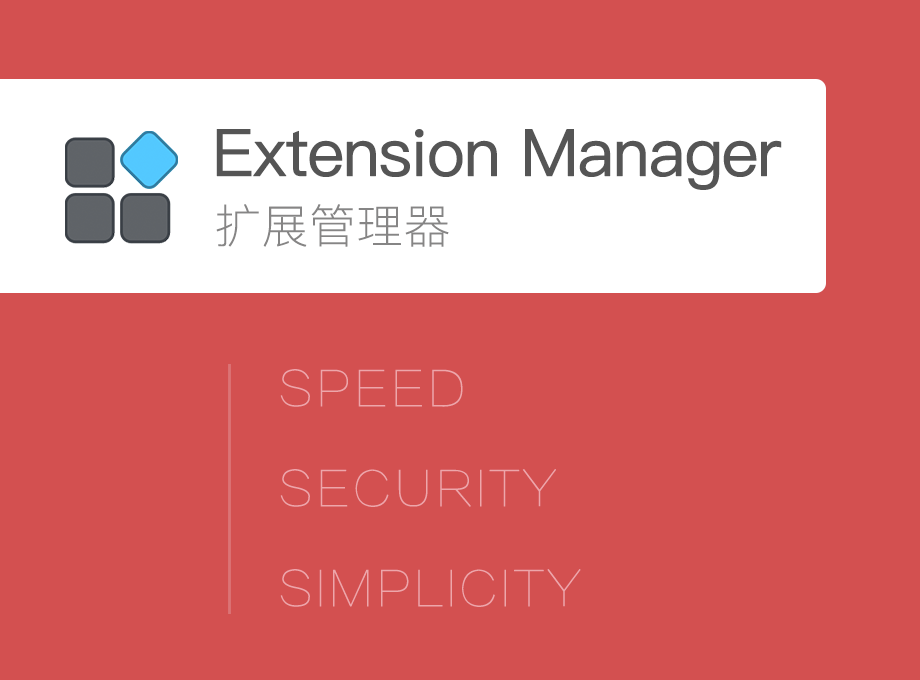 Extension Manager
扩展管理器
SPEED
SECURITY
SIMPLICITY